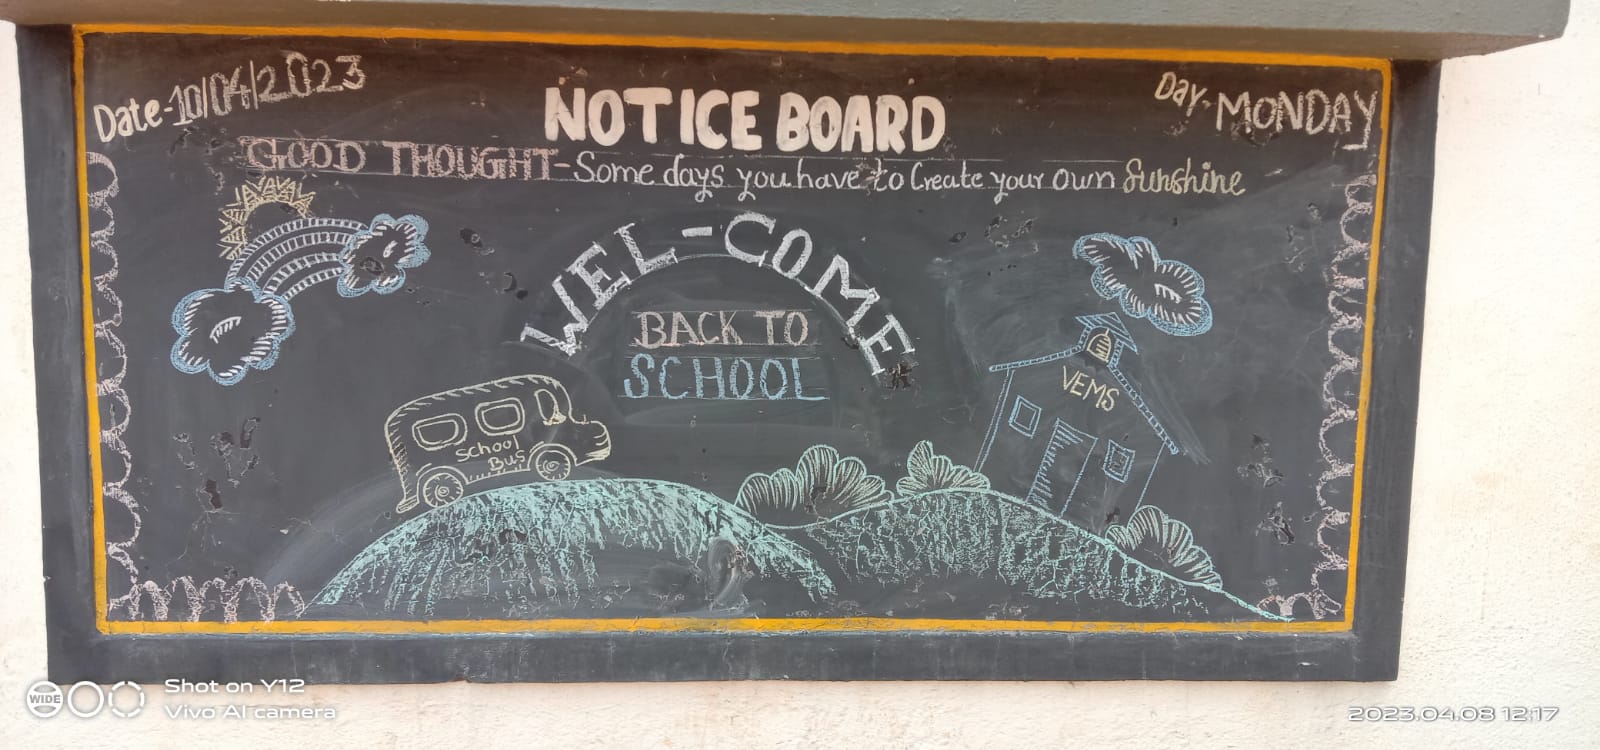 Date-10/04/2023
NOTICE BOARD
Day-MONDAY
GOOD THOUGHT-Some days you have to Create your own Sunshine
WEL-COME
BACK TO
SCHOOL
VEMS
School
Bus
WIDE
Shot on Y12
Vivo AI camera
2023.04.08 12:17